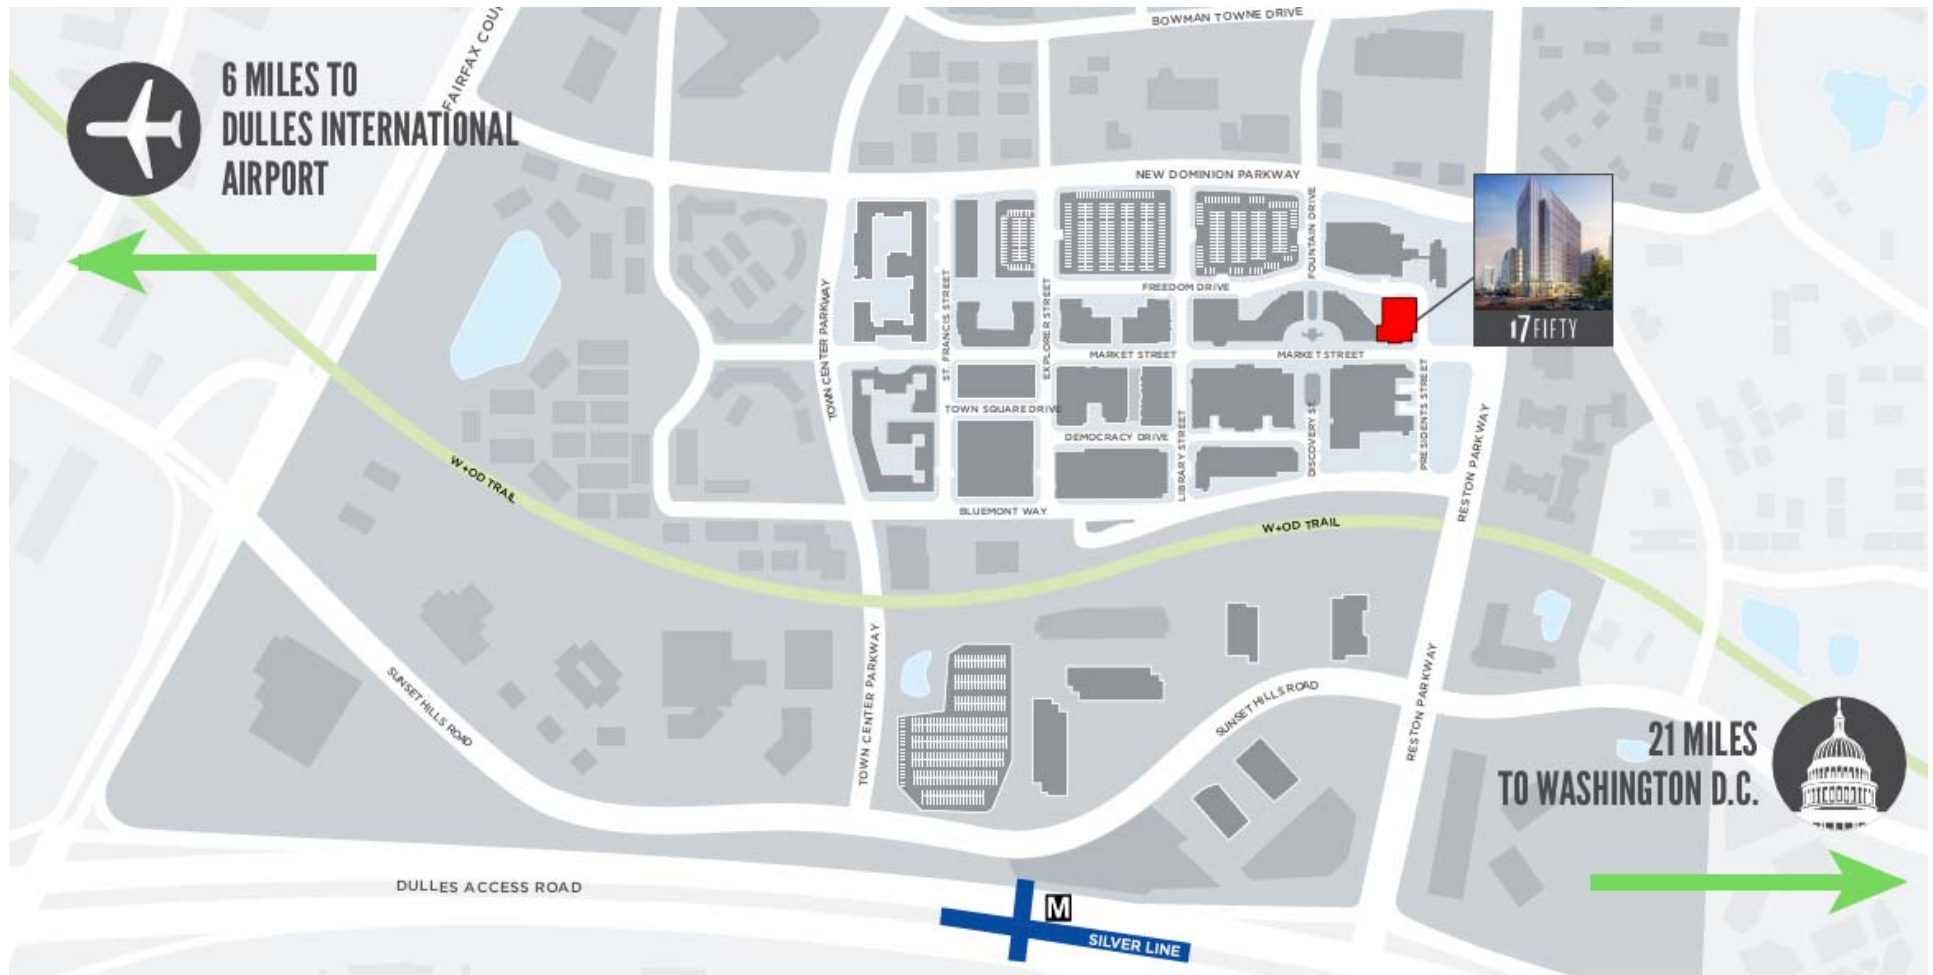 BOWMAN TOWNE DRIVE
FAIRFAX COU
6 MILES TO
DULLES INTERNATIONAL
AIRPORT
NEW DOMINION PARKWAY
FOUNTAIN DRIVE
FREEDOM DRIVE
17FIFTY
TOWN CENTER PARKWAY
ST. FRANCIS STREET
EXPLORER STREET
MARKET STREET
MARKET STREET
TOWN SQUARE DRIVE
DEMOCRACY DRIVE
LIBRARY STREET
DISCOVERY ST.
PRESIDENTS STREET
RESTON PARKWAY
W+OD TRAIL
BLUEMONT WAY
W+OD TRAIL
SUNSET HILLS ROAD
TOWN CENTER PARKWAY
SUNSET HILLS ROAD
RESTON PARKWAY
21 MILES
TO WASHINGTON D.C.
DULLES ACCESS ROAD
M
SILVER LINE